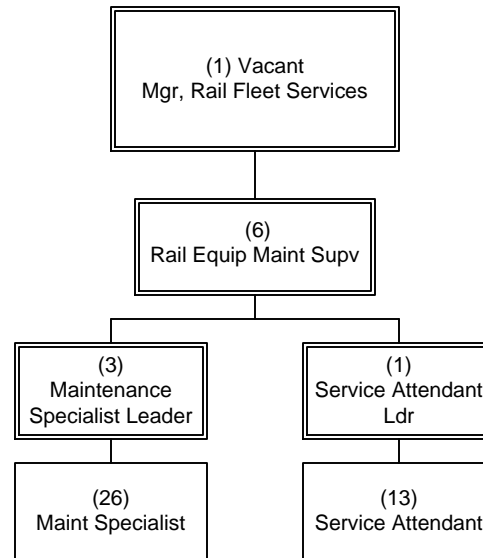 (1) Vacant
Mgr, Rail Fleet Services
(6)
Rail Equip Maint Supv
(3)
Maintenance
Specialist Leader
(1)
Service Attendant
Ldr
(26)
Maint Specialist
(13)
Service Attendant